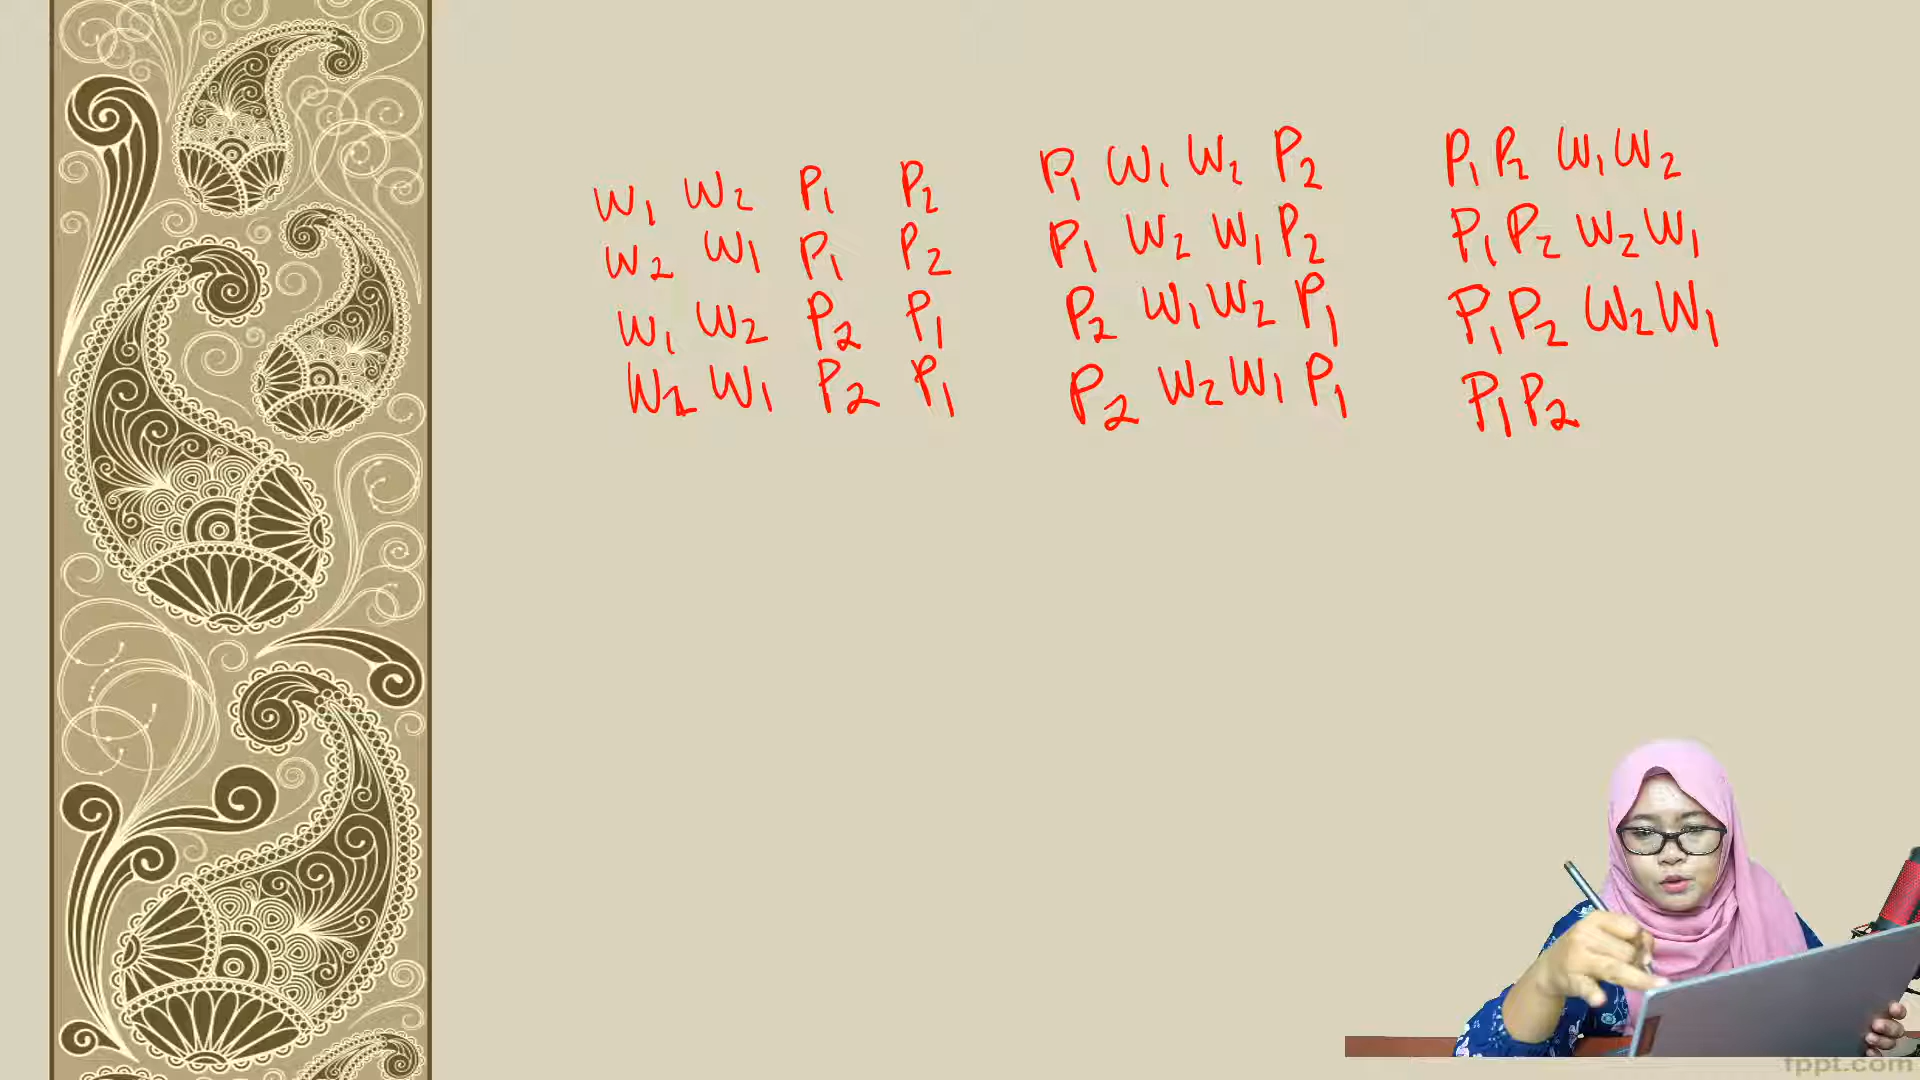 W₁ W₂ P₁ P₂
W₂ W₁ P₁ P₂
W₁ W₂ P₂ P₁
W₂ W₁ P₂ P₁
P₁ W₁ W₂ P₂
P₁ W₂ W₁ P₂
P₂ W₁ W₂ P₁
P₂ W₂ W₁ P₁
P₁ P₂ W₁ W₂
P₁ P₂ W₂ W₁
P₁ P₂ W₂ W₁
P₁ P₂
fppt.com